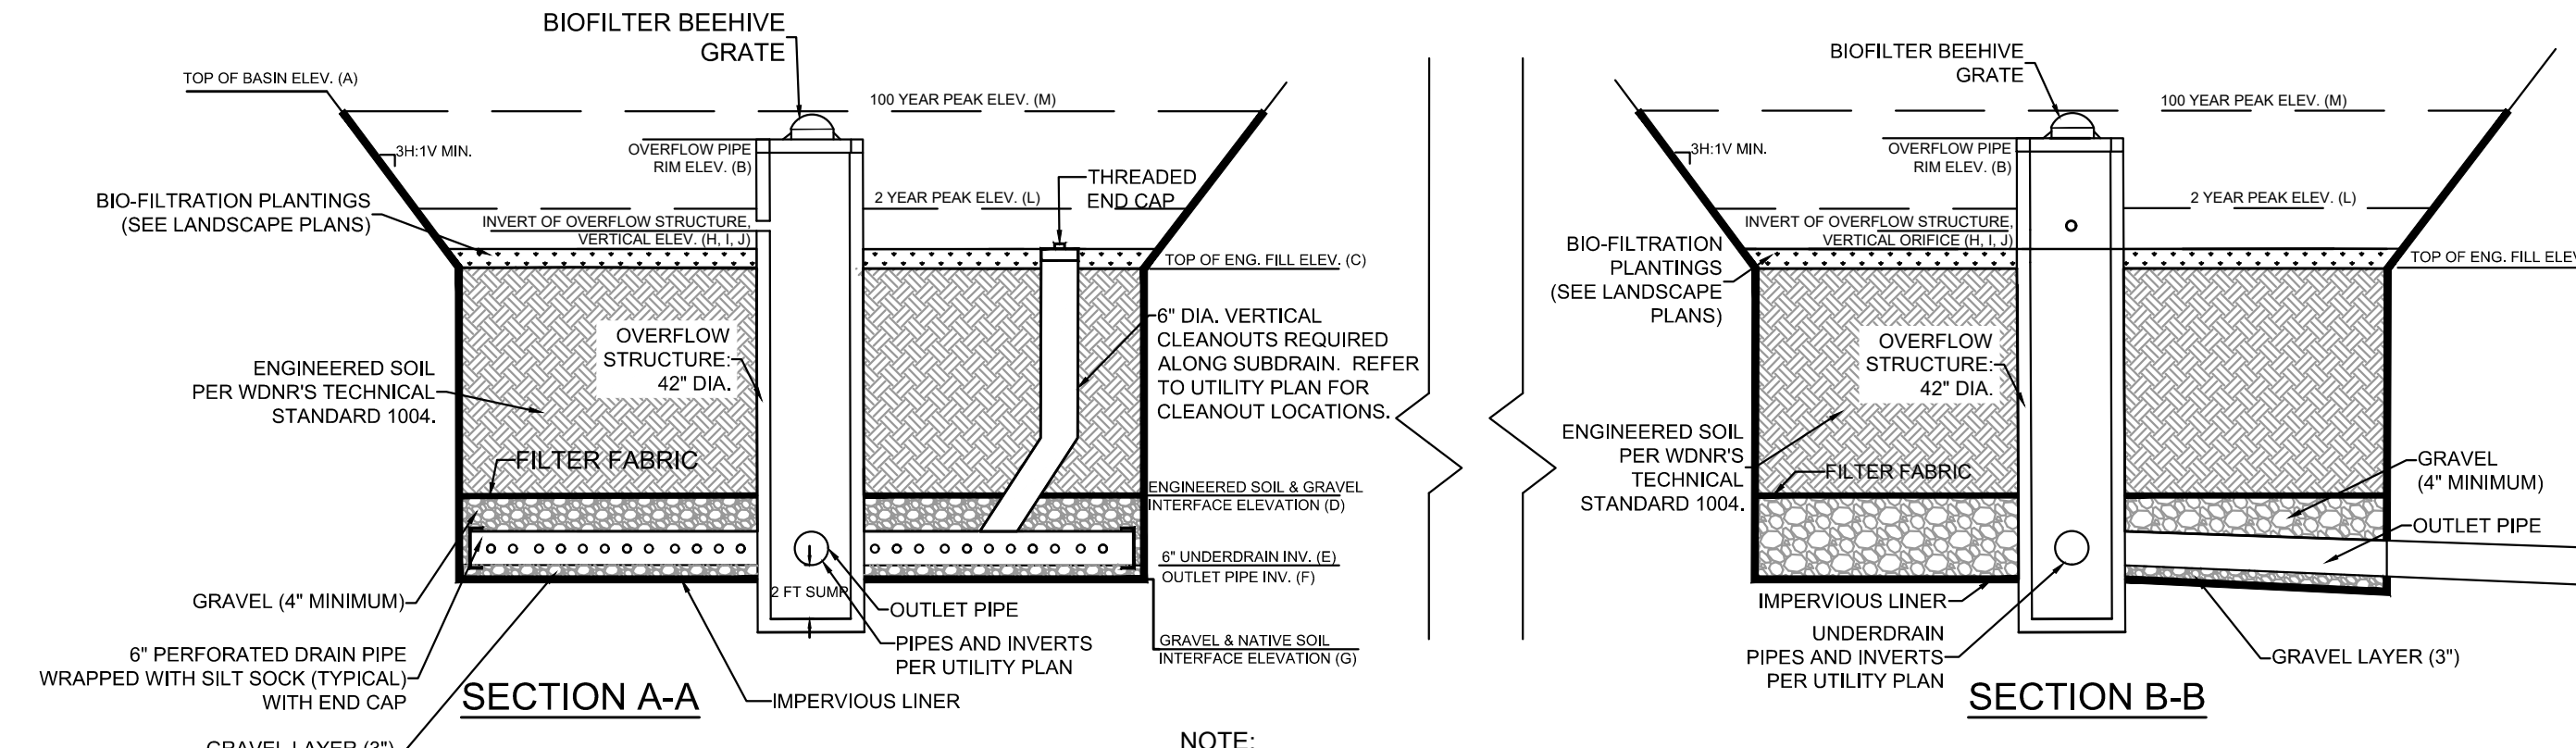 BIOFILTER BEEHIVE
GRATE
TOP OF BASIN ELEV. (A)
100 YEAR PEAK ELEV. (M)
3H:1V MIN.
OVERFLOW PIPE
RIM ELEV. (B)
THREADED
END CAP
BIO-FILTRATION PLANTINGS
(SEE LANDSCAPE PLANS)
2 YEAR PEAK ELEV. (L)
INVERT OF OVERFLOW STRUCTURE,
VERTICAL ELEV. (H, I, J)
TOP OF ENG. FILL ELEV. (C)
OVERFLOW
STRUCTURE:
42" DIA.
6" DIA. VERTICAL
CLEANOUTS REQUIRED
ALONG SUBDRAIN. REFER
TO UTILITY PLAN FOR
CLEANOUT LOCATIONS.
ENGINEERED SOIL
PER WDNR'S TECHNICAL
STANDARD 1004.
FILTER FABRIC
ENGINEERED SOIL & GRAVEL
INTERFACE ELEVATION (D)
6" UNDERDRAIN INV. (E)
OUTLET PIPE INV. (F)
2 FT SUMP
GRAVEL (4" MINIMUM)
OUTLET PIPE
PIPES AND INVERTS
PER UTILITY PLAN
GRAVEL & NATIVE SOIL
INTERFACE ELEVATION (G)
6" PERFORATED DRAIN PIPE
WRAPPED WITH SILT SOCK (TYPICAL)
WITH END CAP
SECTION A-A
IMPERVIOUS LINER
GRAVEL LAYER (3")
NOTE:
BIOFILTER BEEHIVE
GRATE
100 YEAR PEAK ELEV. (M)
3H:1V MIN.
OVERFLOW PIPE
RIM ELEV. (B)
2 YEAR PEAK ELEV. (L)
INVERT OF OVERFLOW STRUCTURE,
VERTICAL ORIFICE (H, I, J)
BIO-FILTRATION
PLANTINGS
(SEE LANDSCAPE
PLANS)
TOP OF ENG. FILL ELEV
OVERFLOW
STRUCTURE:
42" DIA.
ENGINEERED SOIL
PER WDNR'S
TECHNICAL
STANDARD 1004.
FILTER FABRIC
GRAVEL
(4" MINIMUM)
OUTLET PIPE
IMPERVIOUS LINER
UNDERDRAIN
PIPES AND INVERTS
PER UTILITY PLAN
GRAVEL LAYER (3")
SECTION B-B